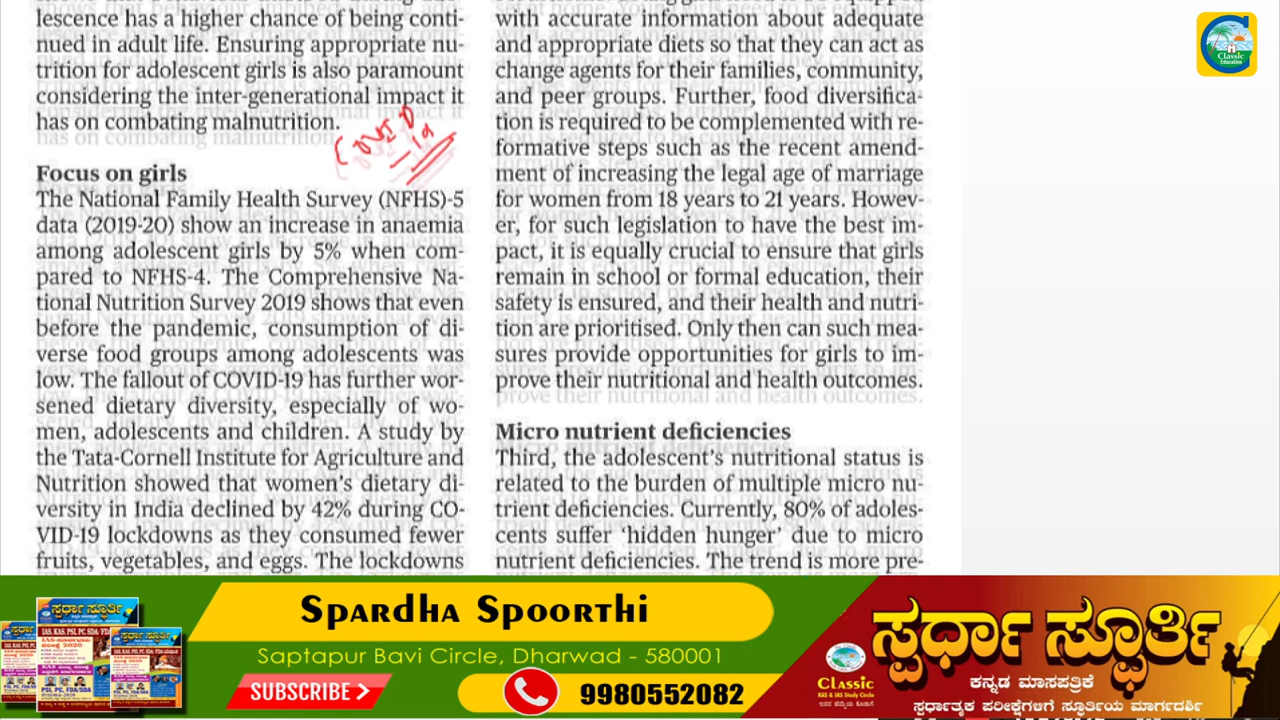 lescence has a higher chance of being conti-
nued in adult life. Ensuring appropriate nu-
trition for adolescent girls is also paramount
considering the inter-generational impact it
has on combating malnutrition.
COVID
19
Focus on girls
The National Family Health Survey (NFHS)-5
data (2019-20) show an increase in anaemia
among adolescent girls by 5% when com-
pared to NFHS-4. The Comprehensive Na-
tional Nutrition Survey 2019 shows that even
before the pandemic, consumption of di-
verse food groups among adolescents was
low. The fallout of COVID-19 has further wor-
sened dietary diversity, especially of wo-
men, adolescents and children. A study by
the Tata-Cornell Institute for Agriculture and
Nutrition showed that women's dietary di-
versity in India declined by 42% during CO-
VID-19 lockdowns as they consumed fewer
fruits, vegetables, and eggs. The lockdowns
with accurate information about adequate
and appropriate diets so that they can act as
change agents for their families, community,
and peer groups. Further, food diversifica-
tion is required to be complemented with re-
formative steps such as the recent amend-
ment of increasing the legal age of marriage
for women from 18 years to 21 years. Howev-
er, for such legislation to have the best im-
pact, it is equally crucial to ensure that girls
remain in school or formal education, their
safety is ensured, and their health and nutri-
tion are prioritised. Only then can such mea-
sures provide opportunities for girls to im-
prove their nutritional and health outcomes.
Micro nutrient deficiencies
Third, the adolescent's nutritional status is
related to the burden of multiple micro nu-
trient deficiencies. Currently, 80% of adoles-
cents suffer 'hidden hunger' due to micro
nutrient deficiencies. The trend is more pre-
Classic
Education
ಸ್ಪರ್ಧಾ ಸ್ಫೂರ್ತಿ
Spardha Spoorthi
Saptapur Bavi Circle, Dharwad - 580001
SUBSCRIBE
9980552082
Classic
KAS & IAS Study Circle
ಸ್ಪರ್ಧಾ ಸ್ಫೂರ್ತಿ
ಕನ್ನಡ ಮಾಸಪತ್ರಿಕೆ
ಸ್ಪರ್ಧಾತ್ಮಕ ಪರೀಕ್ಷೆಗಳಿಗೆ ಸ್ಫೂರ್ತಿಯ ಮಾರ್ಗದರ್ಶಿ